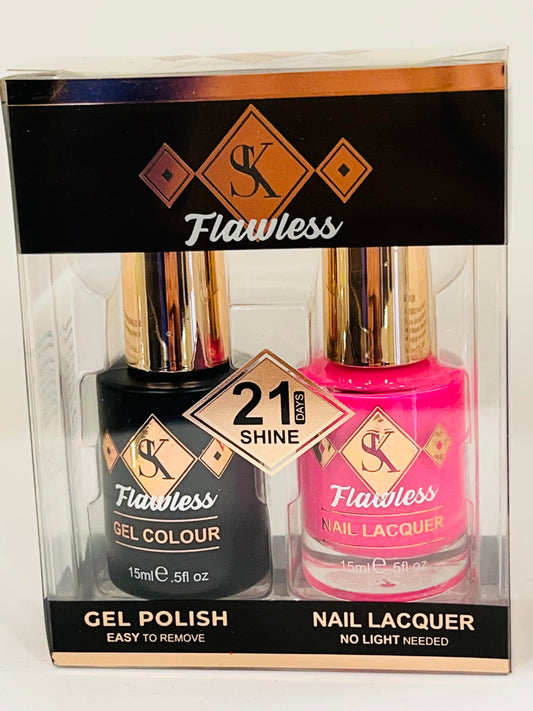 SK
Flawless
21 DAYS
SHINE
SK
Flawless
GEL COLOUR
15ml℮ .5fl oz
SK
Flawless
NAIL LACQUER
15ml℮ .5fl oz
GEL POLISH
EASY TO REMOVE
NAIL LACQUER
NO LIGHT NEEDED